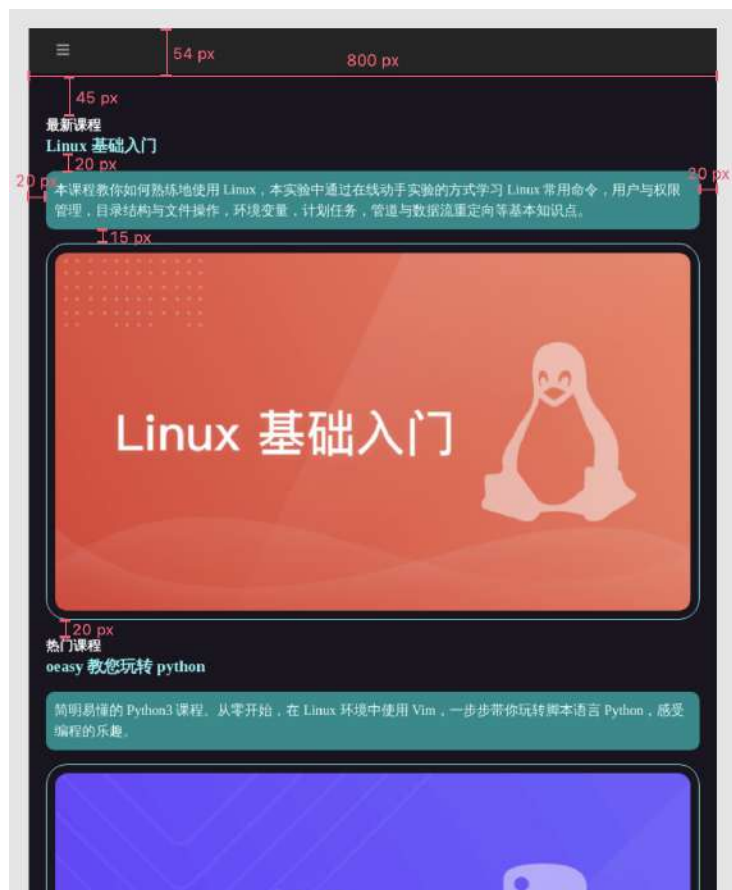 54 px
800 px
45 px
最新课程
Linux 基础入门
20 px
20 px
20 px
本课程教你如何熟练地使用 Linux，本实验中通过在线动手实验的方式学习 Linux 常用命令，用户与权限
管理，目录结构与文件操作，环境变量，计划任务，管道与数据流重定向等基本知识点。
15 px
Linux 基础入门
20 px
热门课程
oeasy 教您玩转 python
简明易懂的 Python3 课程。从零开始，在 Linux 环境中使用 Vim，一步步带你玩转脚本语言 Python，感受
编程的乐趣。